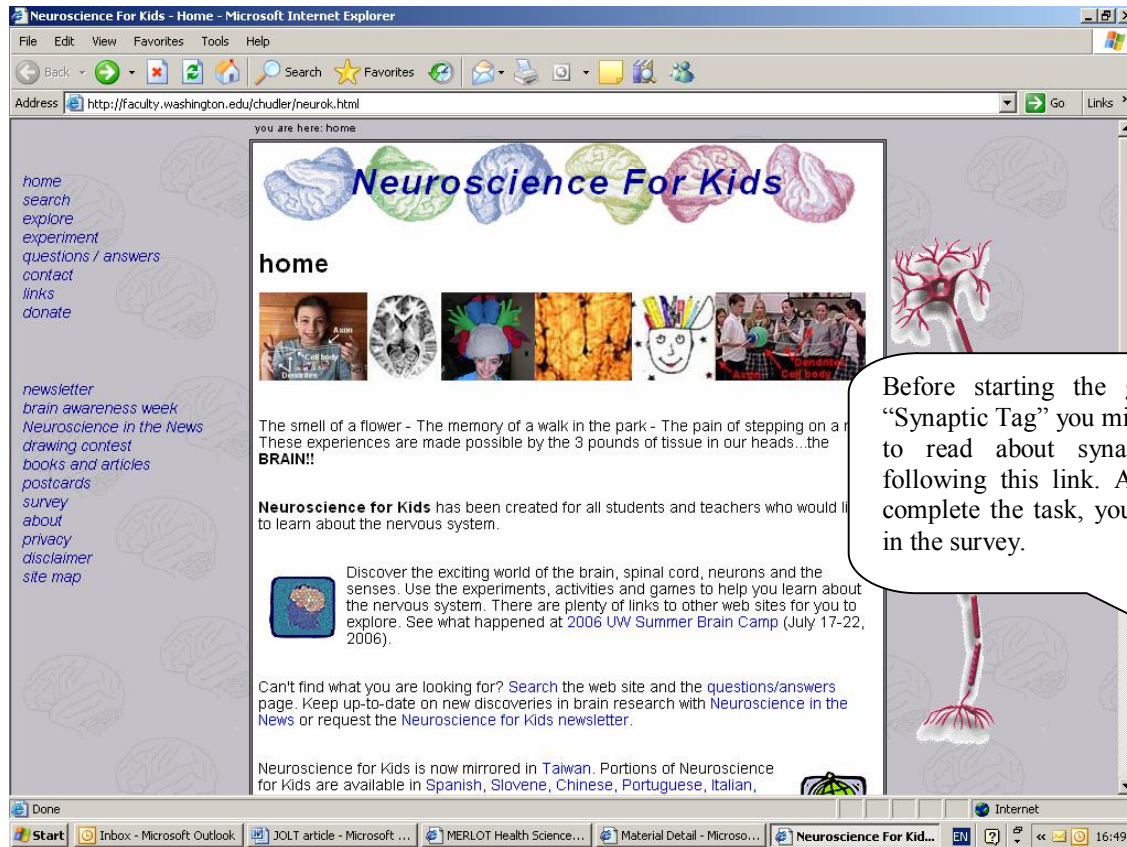 Neuroscience For Kids - Home - Microsoft Internet Explorer
File Edit View Favorites Tools Help
Back Search Favorites
Address http://faculty.washington.edu/chudler/neurok.html Go Links
you are here: home
home
search
explore
experiment
questions / answers
contact
links
donate
newsletter
brain awareness week
Neuroscience in the News
drawing contest
books and articles
postcards
survey
about
privacy
disclaimer
site map
Neuroscience For Kids
home
Axon
Cell body
Dendrites
Dendrites
Axon Cell body
The smell of a flower - The memory of a walk in the park - The pain of stepping on a
These experiences are made possible by the 3 pounds of tissue in our heads...the
BRAIN!!
Neuroscience for Kids has been created for all students and teachers who would
to learn about the nervous system.
Discover the exciting world of the brain, spinal cord, neurons and the
senses. Use the experiments, activities and games to help you learn about
the nervous system. There are plenty of links to other web sites for you to
explore. See what happened at 2006 UW Summer Brain Camp (July 17-22,
2006).
Can't find what you are looking for? Search the web site and the questions/answers
page. Keep up-to-date on new discoveries in brain research with Neuroscience in the
News or request the Neuroscience for Kids newsletter.
Neuroscience for Kids is now mirrored in Taiwan. Portions of Neuroscience
for Kids are available in Spanish, Slovene, Chinese, Portuguese, Italian,
Before starting the
"Synaptic Tag" you
to read about
following this link.
complete the task,
in the survey.
Done Internet
Start Inbox - Microsoft Outlook JOLT article - Microsoft ... MERLOT Health Science... Material Detail - Microso... Neuroscience For Kid... EN 16:49